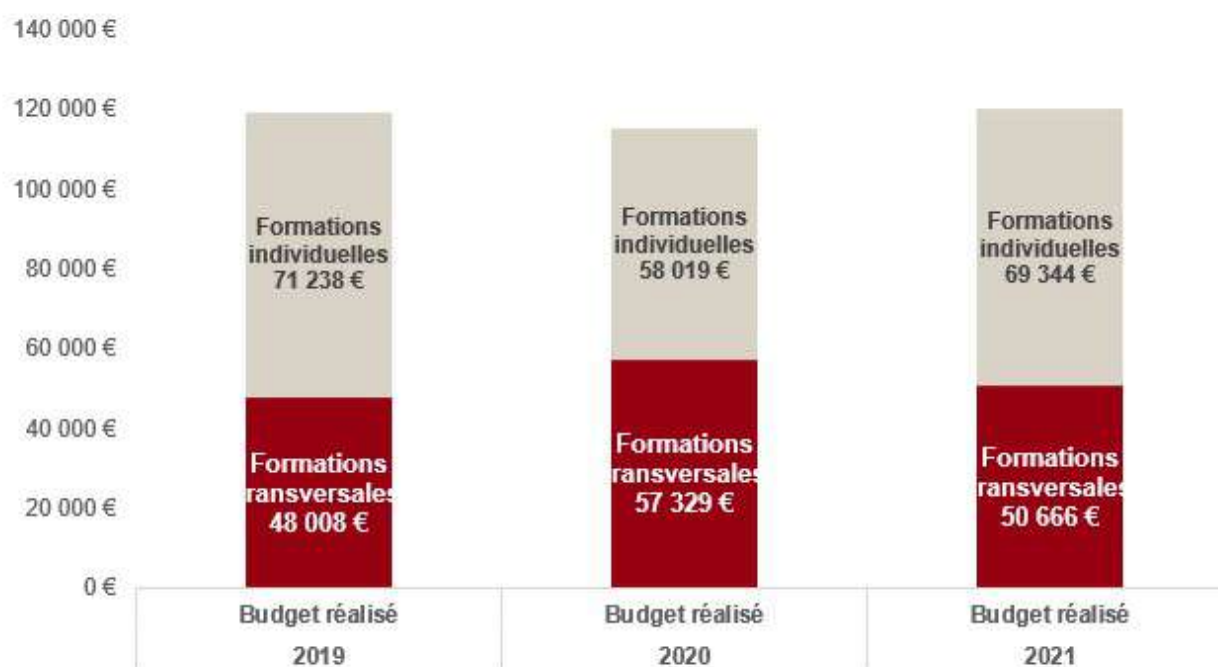 140 000 €
120 000 €
100 000 €
80 000 €
60 000 €
40 000 €
20 000 €
0 €
Formations
individuelles
71 238 €
Formations
ransversales
48 008 €
Formations
individuelles
58 019 €
Formations
ransversales
57 329 €
Formations
individuelles
69 344 €
Formations
ransversales
50 666 €
Budget réalisé
Budget réalisé
Budget réalisé
2019
2020
2021